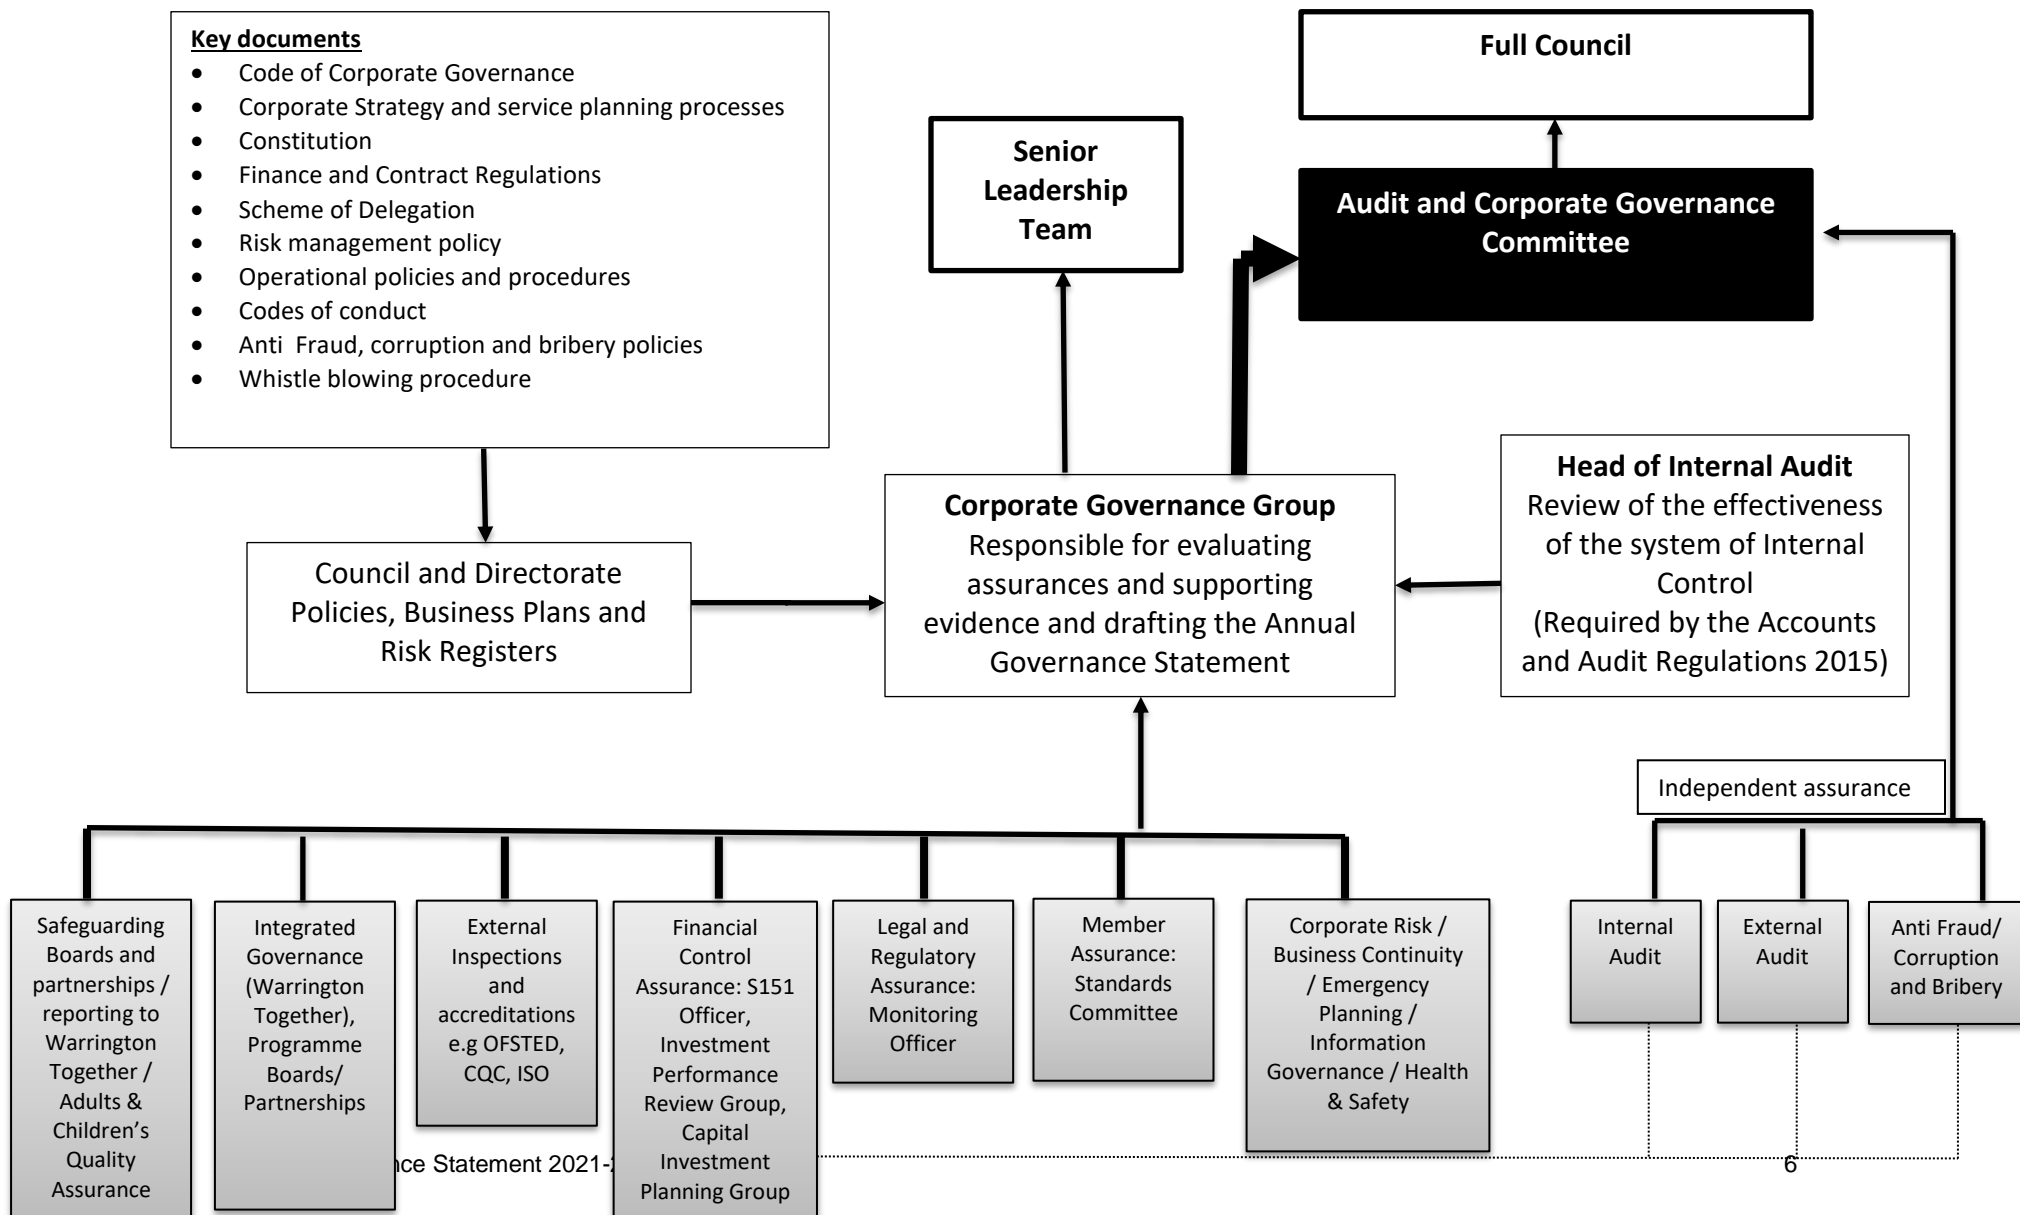 Key documents
• Code of Corporate Governance
• Corporate Strategy and service planning processes
• Constitution
• Finance and Contract Regulations
• Scheme of Delegation
• Risk management policy
• Operational policies and procedures
• Codes of conduct
• Anti  Fraud, corruption and bribery policies
• Whistle blowing procedure
Full Council
Senior
Leadership
Team
Audit and Corporate Governance
Committee
Council and Directorate
Policies, Business Plans and
Risk Registers
Corporate Governance Group
Responsible for evaluating
assurances and supporting
evidence and drafting the Annual
Governance Statement
Head of Internal Audit
Review of the effectiveness
of the system of Internal
Control
(Required by the Accounts
and Audit Regulations 2015)
Independent assurance
Safeguarding
Boards and
partnerships /
reporting to
Warrington
Together /
Adults &
Children’s
Quality
Assurance
Integrated
Governance
(Warrington
Together),
Programme
Boards/
Partnerships
External
Inspections
and
accreditations
e.g OFSTED,
CQC, ISO
Financial
Control
Assurance: S151
Officer,
Investment
Performance
Review Group,
Capital
Investment
Planning Group
Legal and
Regulatory
Assurance:
Monitoring
Officer
Member
Assurance:
Standards
Committee
Corporate Risk /
Business Continuity
/ Emergency
Planning /
Information
Governance / Health
& Safety
Internal
Audit
External
Audit
Anti Fraud/
Corruption
and Bribery
Statement 2021-
6